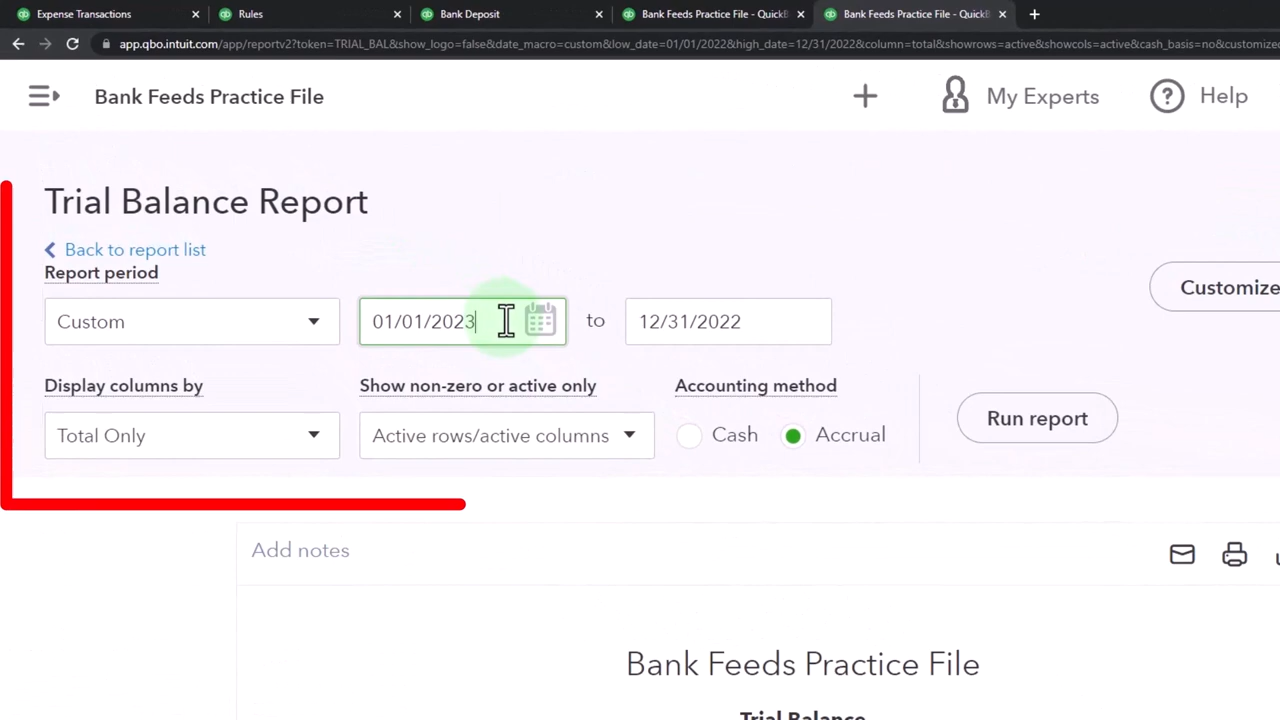 Expense Transactions
Rules
Bank Deposit
Bank Feeds Practice File - QuickB
Bank Feeds Practice File - QuickB
app.qbo.intuit.com/app/reportv2?token=TRIAL_BAL&show_logo=false&date_macro=custom&low_date=01/01/2022&high_date=12/31/2022&column=total&showrows=active&showcols=active&cash_basis=no&customized
Bank Feeds Practice File
My Experts
Help
Trial Balance Report
Back to report list
Report period
Custom
01/01/2023
to
12/31/2022
Customize
Display columns by
Show non-zero or active only
Accounting method
Total Only
Active rows/active columns
Cash
Accrual
Run report
Add notes
Bank Feeds Practice File
Trial Balance